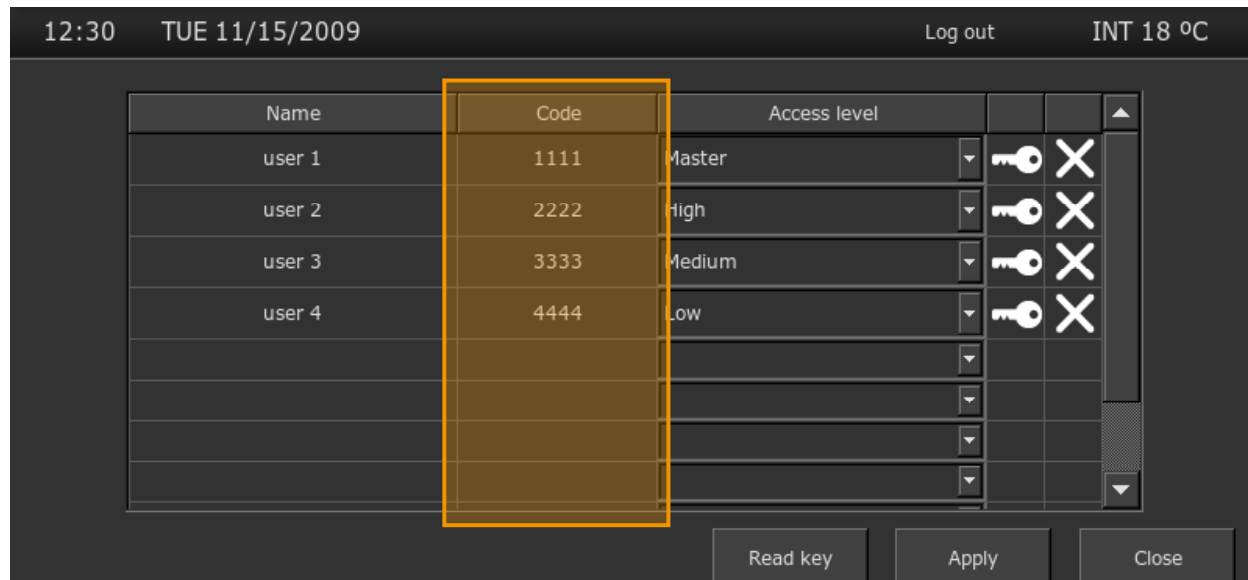 12:30 TUE 11/15/2009 Log out INT 18 ºC
Name Code Access level
user 1 1111 Master
user 2 2222 High
user 3 3333 Medium
user 4 4444 Low
Read key Apply Close